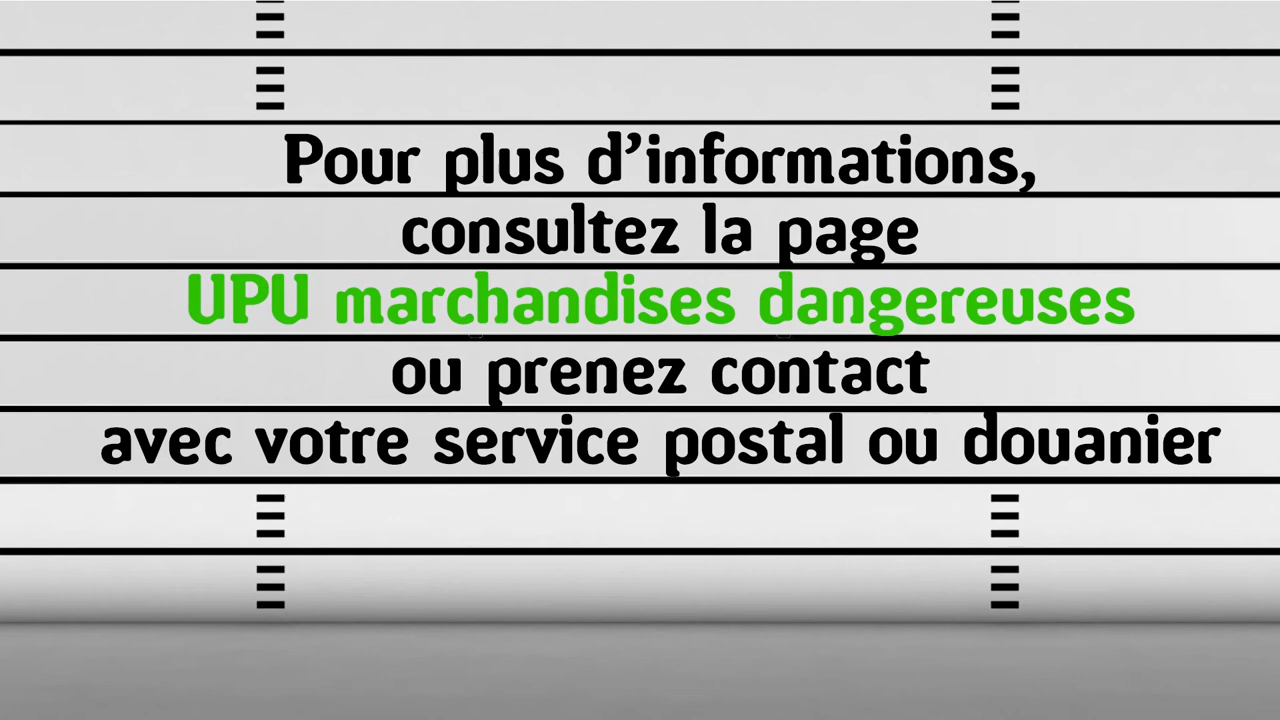 Pour plus d’informations,
consultez la page
UPU marchandises dangereuses
ou prenez contact
avec votre service postal ou douanier